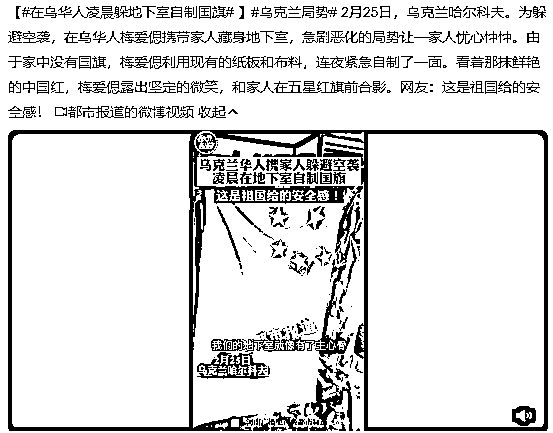 【#在乌华人凌晨躲地下室自制国旗#】#乌克兰局势# 2月25日，乌克兰哈尔科夫。为躲
避空袭，在乌华人梅爱偲携带家人藏身地下室，急剧恶化的局势让一家人忧心忡忡。由
于家中没有国旗，梅爱偲利用现有的纸板和布料，连夜紧急自制了一面。看着那抹鲜艳
的中国红，梅爱偲露出坚定的微笑，和家人在五星红旗前合影。网友：这是祖国给的安
全感！ 都市报道的微博视频 收起
乌克兰华人携家人躲避空袭
凌晨在地下室自制国旗
这是祖国给的安全感！
我们的地下室就像有了主心骨
2月25日
乌克兰哈尔科夫